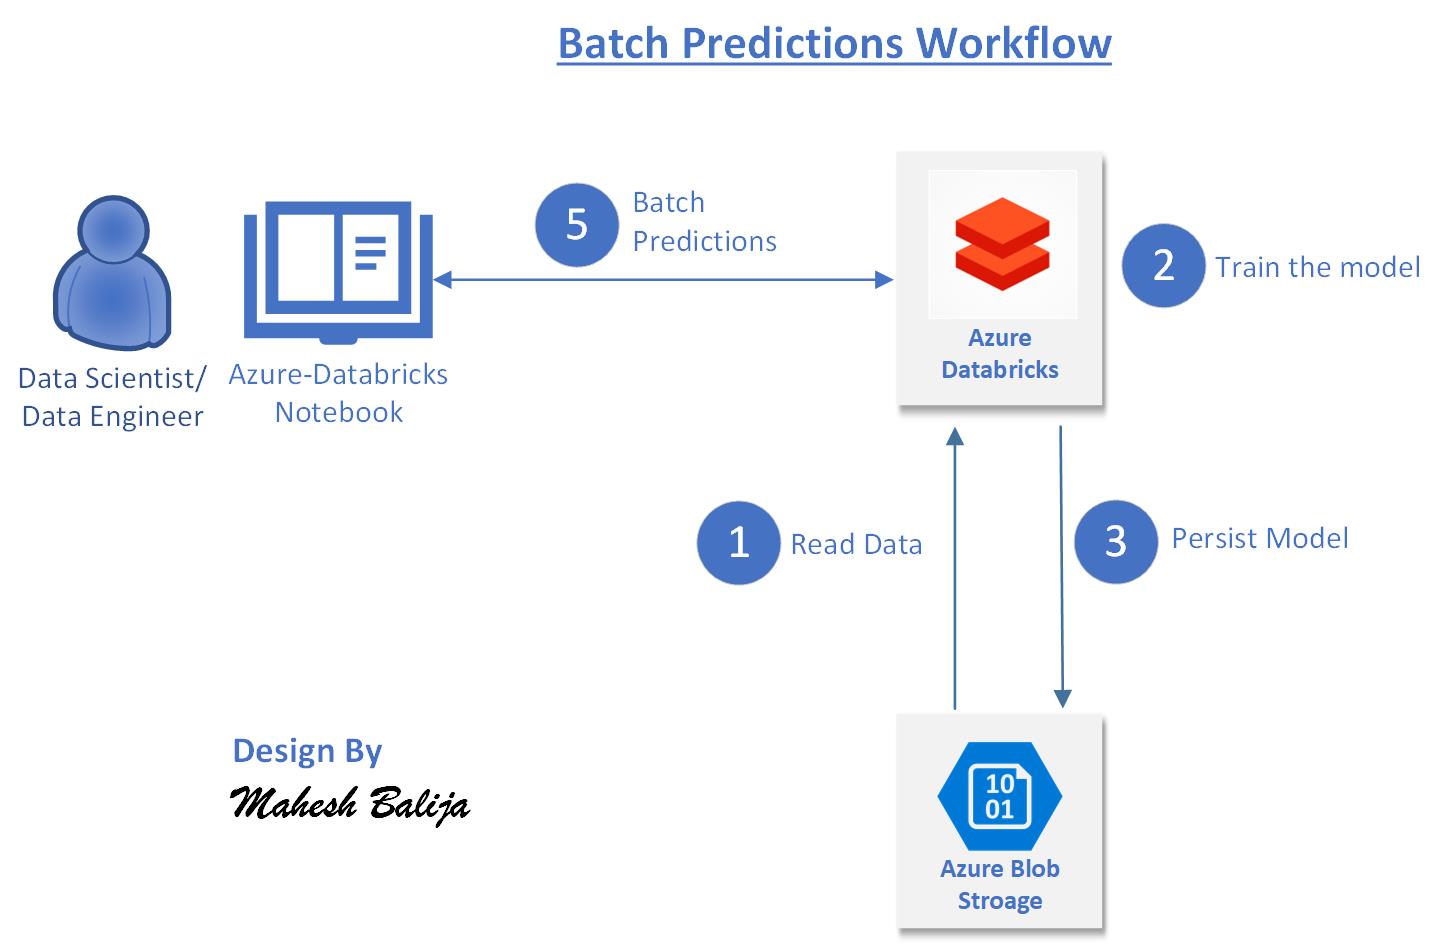 Batch Predictions Workflow
5
Batch
Predictions
2
Train the model
Azure
Databricks
Data Scientist/
Data Engineer
Azure-Databricks
Notebook
1
Read Data
3
Persist Model
Design By
Mahesh Balija
10
01
Azure Blob
Stroage